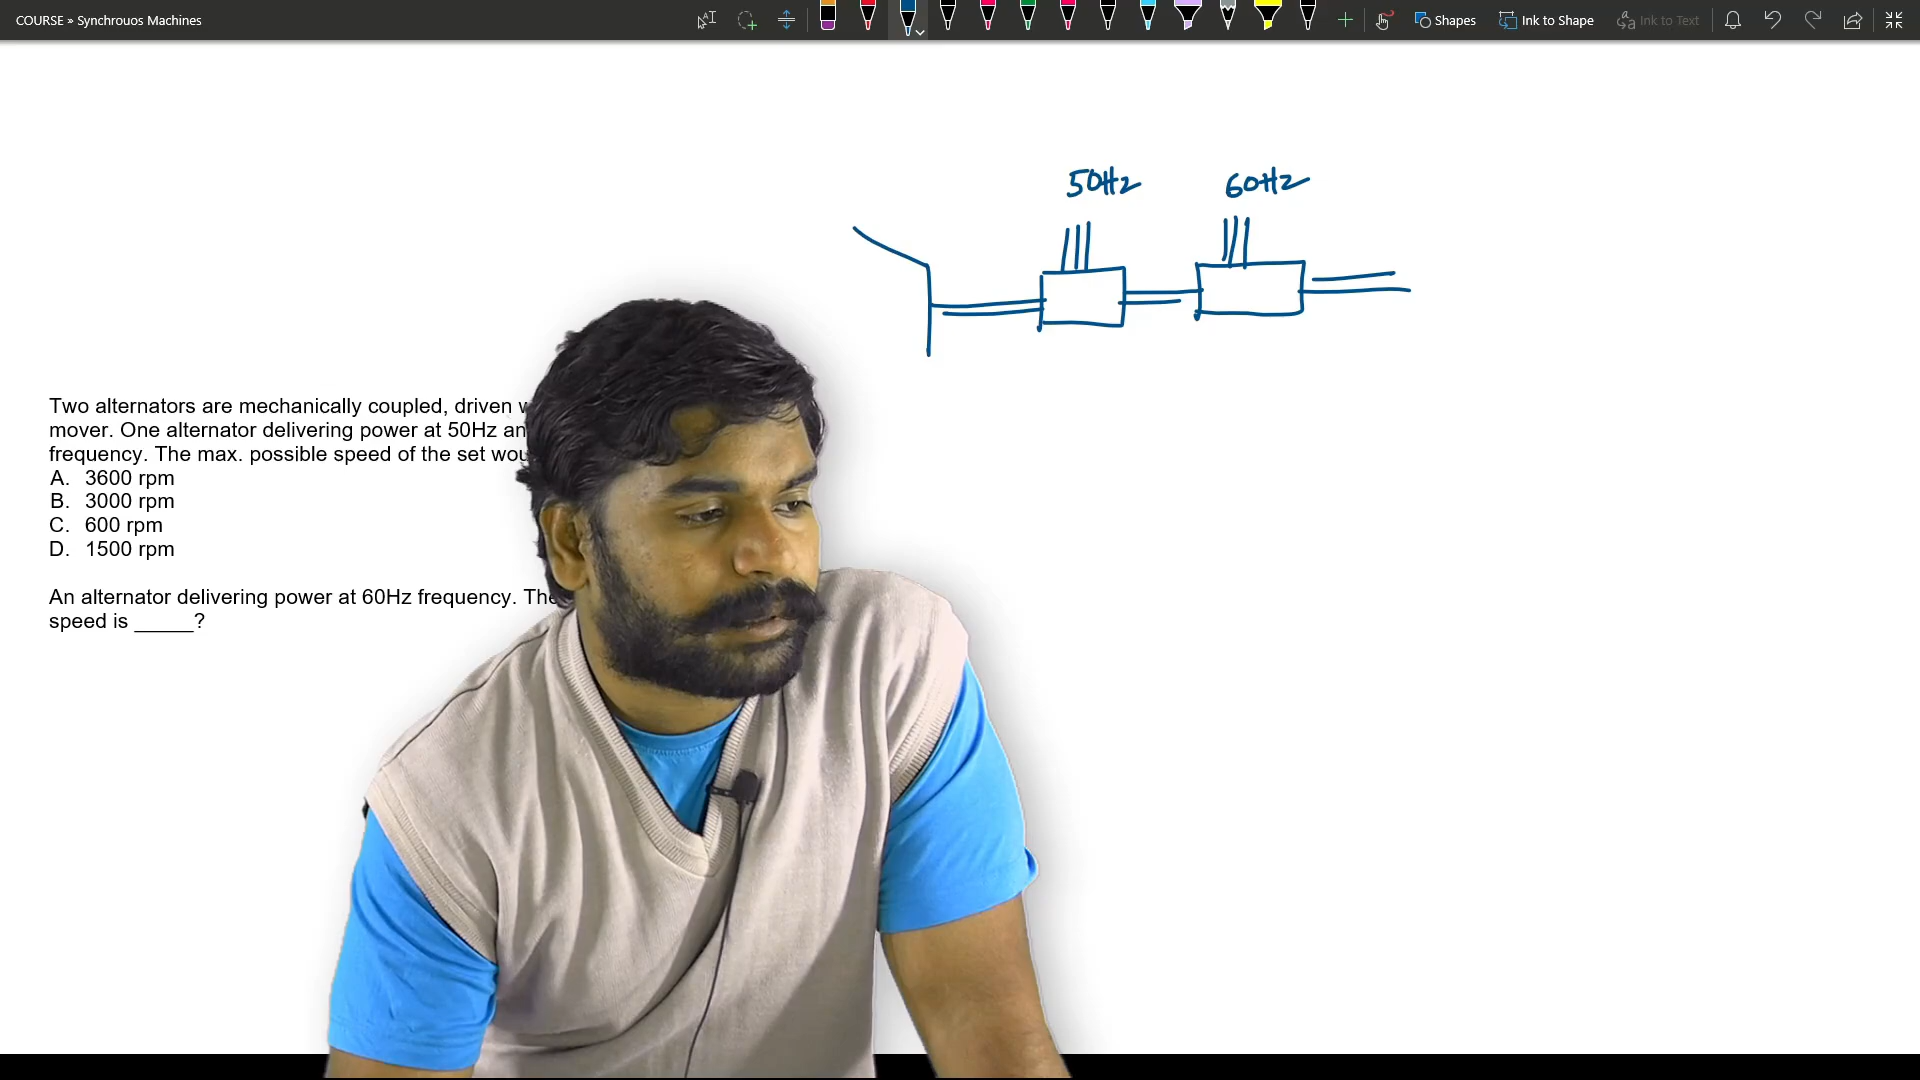 COURSE » Synchrouos Machines
Shapes
Ink to Shape
Ink to Text
50Hz
60Hz
Two alternators are mechanically coupled, driven
mover. One alternator delivering power at 50Hz
frequency. The max. possible speed of the set
A. 3600 rpm
B. 3000 rpm
C. 600 rpm
D. 1500 rpm
An alternator delivering power at 60Hz frequency. The
speed is _____?